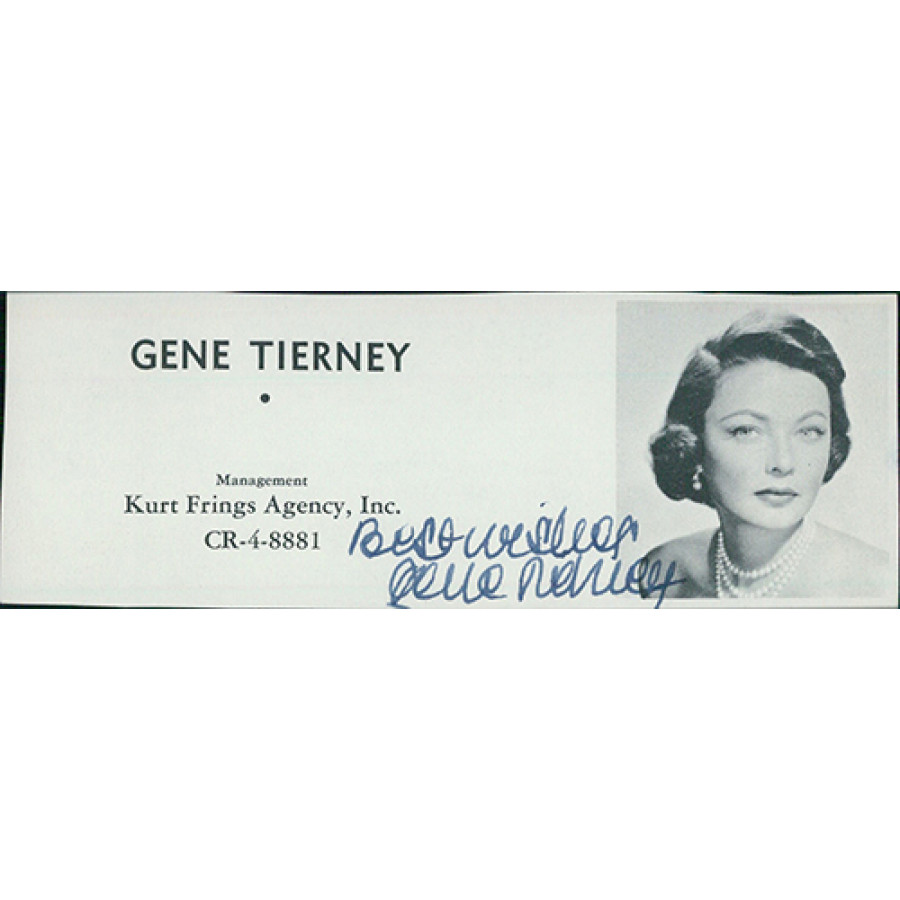 GENE TIERNEY
•
Management
Kurt Frings Agency, Inc.
CR-4-8881
Best wishes
Gene Tierney